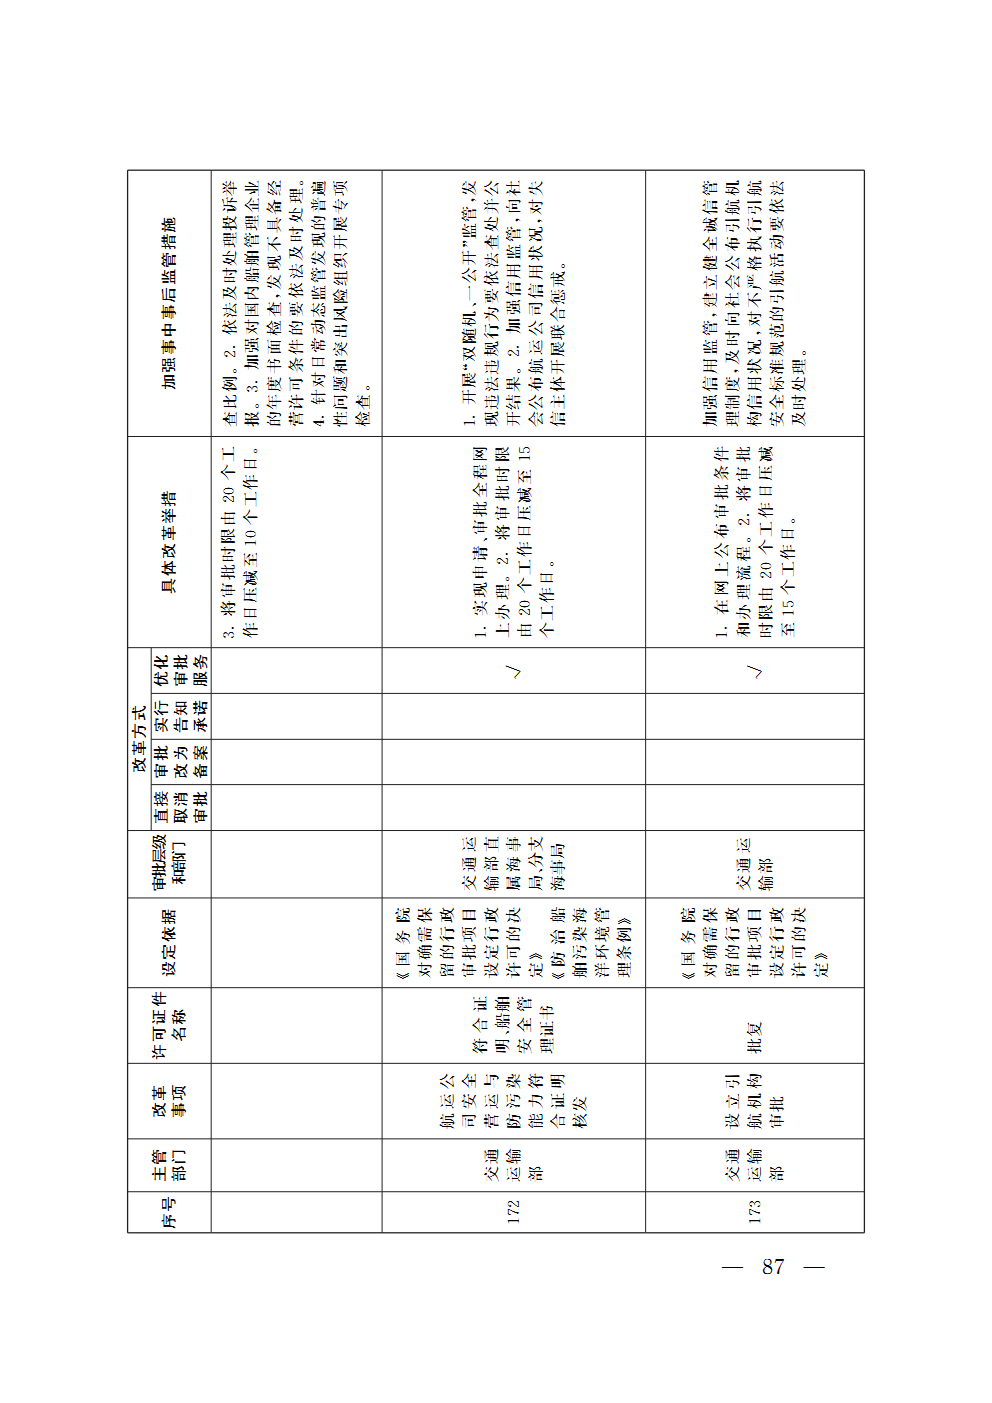 序号
主管
部门
改革
事项
许可证件
名称
设定依据
审批层级
和部门
改革方式
直接
取消
审批
审批
改为
备案
实行
告知
承诺
优化
审批
服务
具体改革举措
加强事中事后监管措施
3. 将审批时限由 20 个工
作日压减至 10 个工作日。
查比例。2. 依法及时处理投诉举
报。3. 加强对国内船舶管理企业
的年度书面检查,发现不具备经
营许可条件的要依法及时处理。
4. 针对日常动态监管发现的普遍
性问题和突出风险组织开展专项
检查。
172
交通
运输
部
航运公
司安全
营运与
防污染
能力符
合证明
核发
符合证
明、船舶
安全管
理证书
《国务院
对确需保
留的行政
审批项目
设定行政
许可的决
定》
《防治船
舶污染海
洋环境管
理条例》
交通运
输部直
属海事
局、分支
海事局
√
1. 实现申请、审批全程网
上办理。2. 将审批时限
由 20 个工作日压减至 15
个工作日。
1. 开展“双随机、一公开”监管,发
现违法违规行为要依法查处并公
开结果。2. 加强信用监管,向社
会公布航运公司信用状况,对失
信主体开展联合惩戒。
173
交通
运输
部
设立引
航机构
审批
批复
《国务院
对确需保
留的行政
审批项目
设定行政
许可的决
定》
交通运
输部
√
1. 在网上公布审批条件
和办理流程。2. 将审批
时限由 20 个工作日压减
至 15 个工作日。
加强信用监管,建立健全诚信管
理制度,及时向社会公布引航机
构信用状况,对不严格执行引航
安全标准规范的引航活动要依法
及时处理。
— 87 —